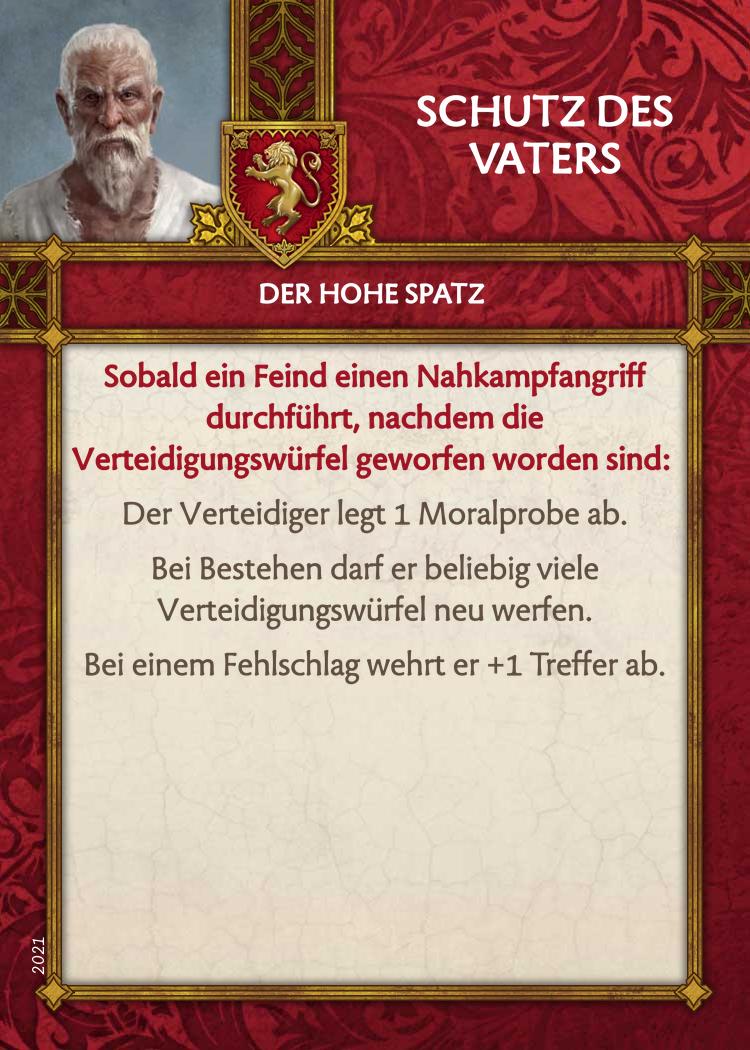 SCHUTZ DES
VATERS
DER HOHE SPATZ
Sobald ein Feind einen Nahkampfangriff
durchführt, nachdem die
Verteidigungswürfel geworfen worden sind:
Der Verteidiger legt 1 Moralprobe ab.
Bei Bestehen darf er beliebig viele
Verteidigungswürfel neu werfen.
Bei einem Fehlschlag wehrt er +1 Treffer ab.
2021